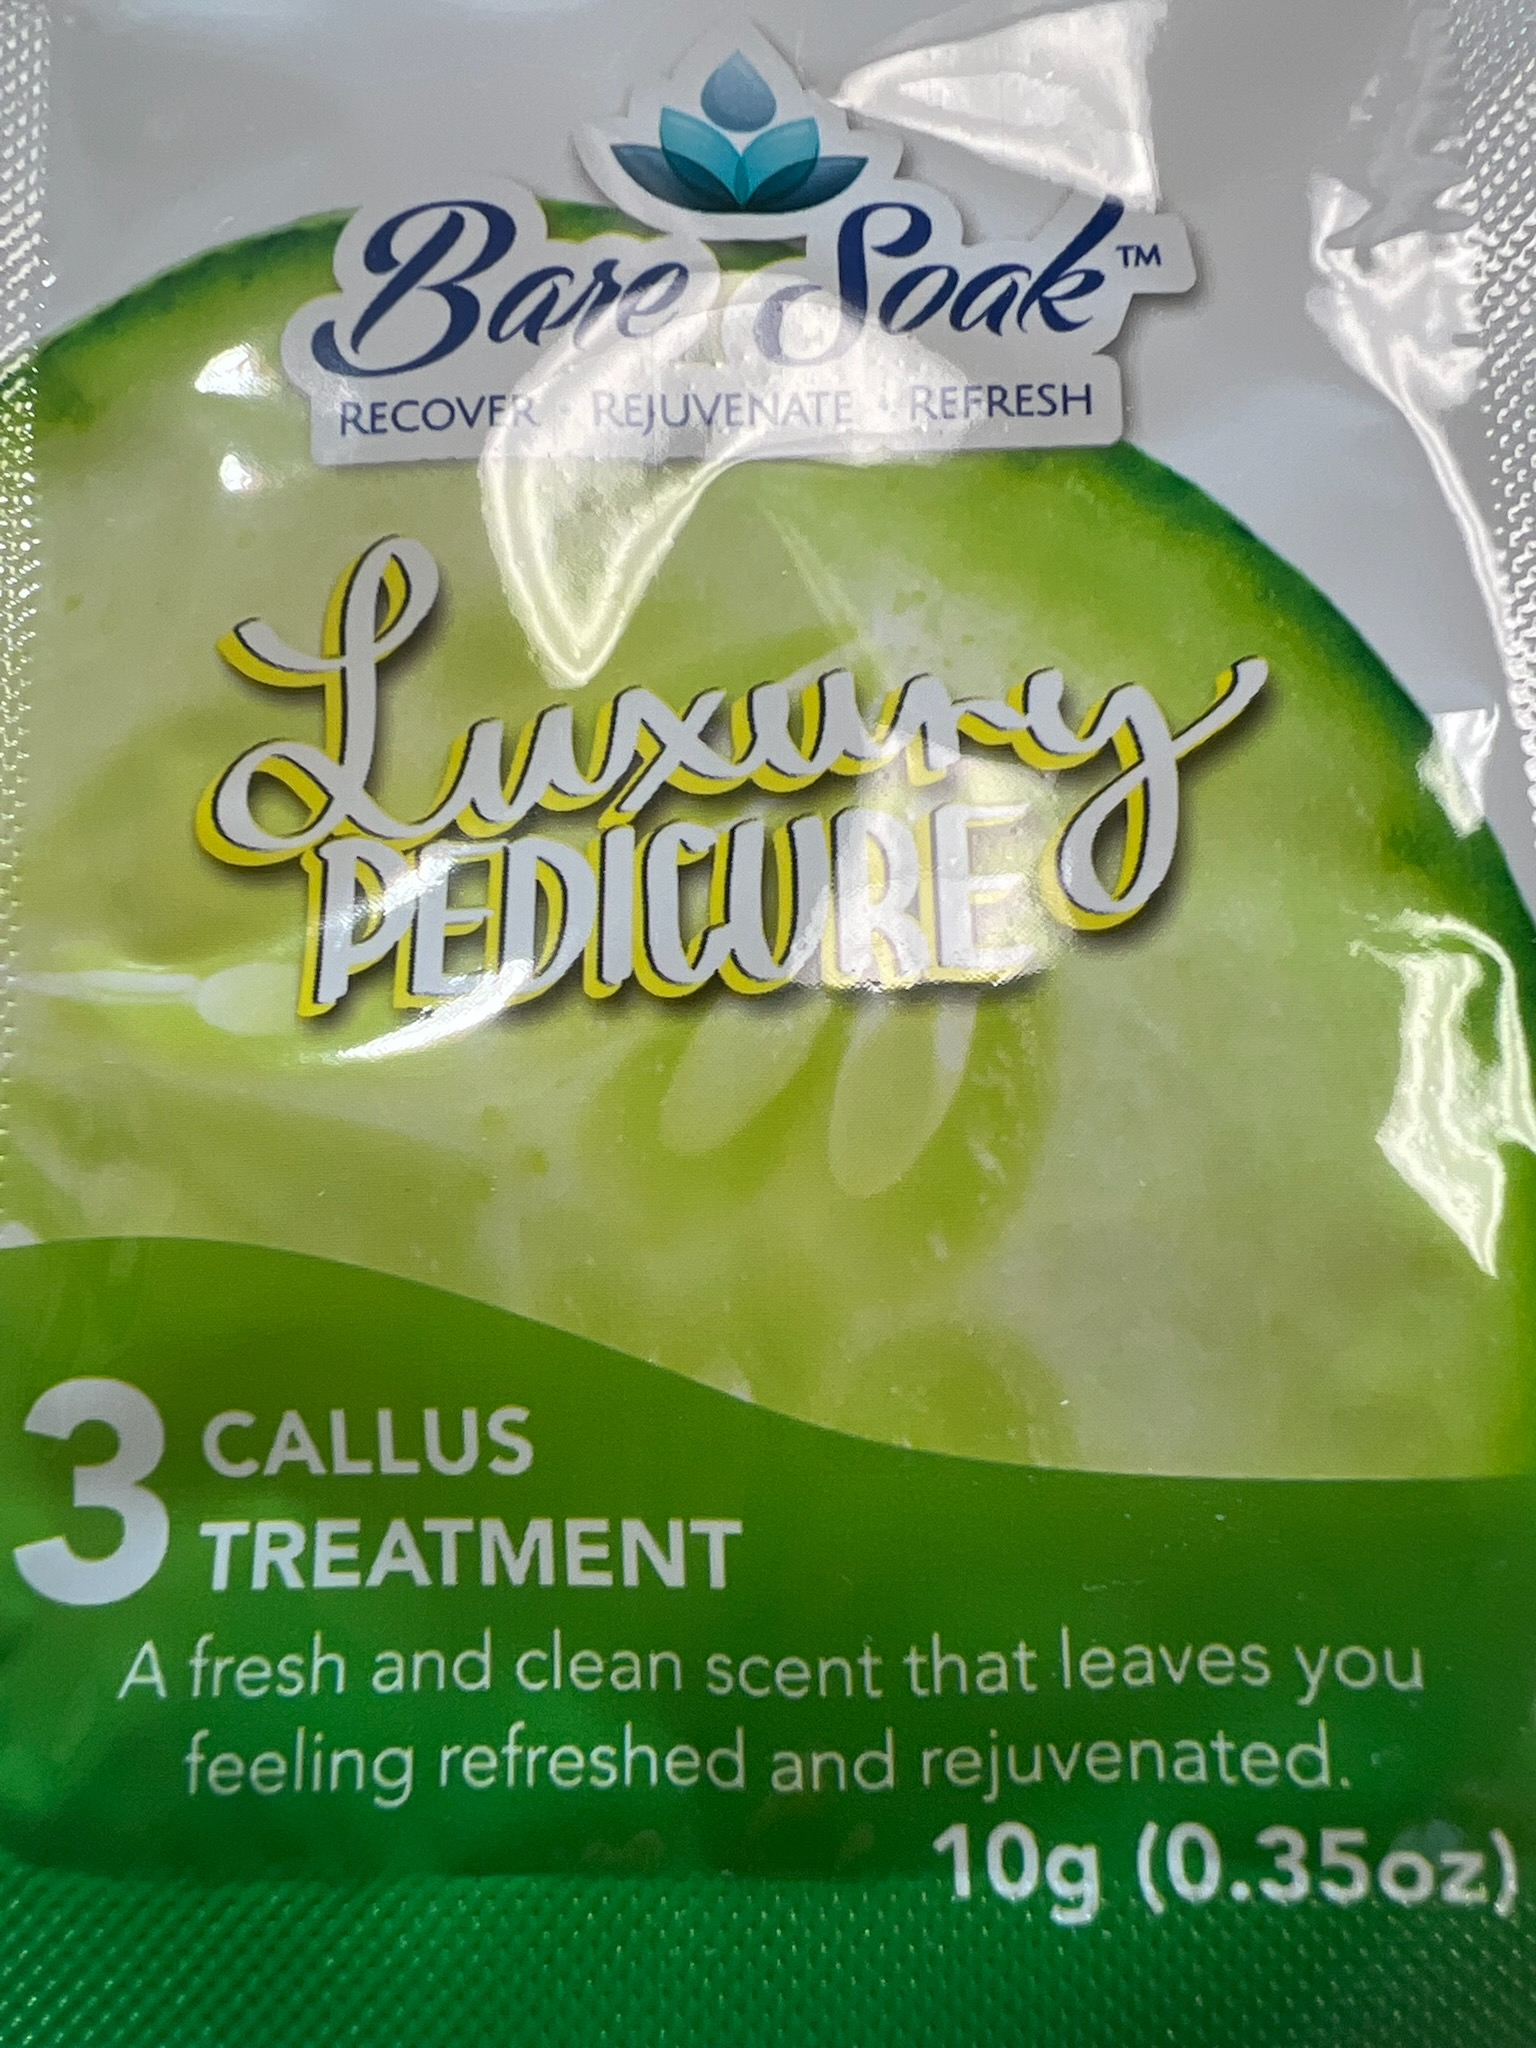 Bare Soak™
RECOVER · REJUVENATE · REFRESH
Luxury
PEDICURE
3 CALLUS
TREATMENT
A fresh and clean scent that leaves you
feeling refreshed and rejuvenated.
10g (0.35oz)